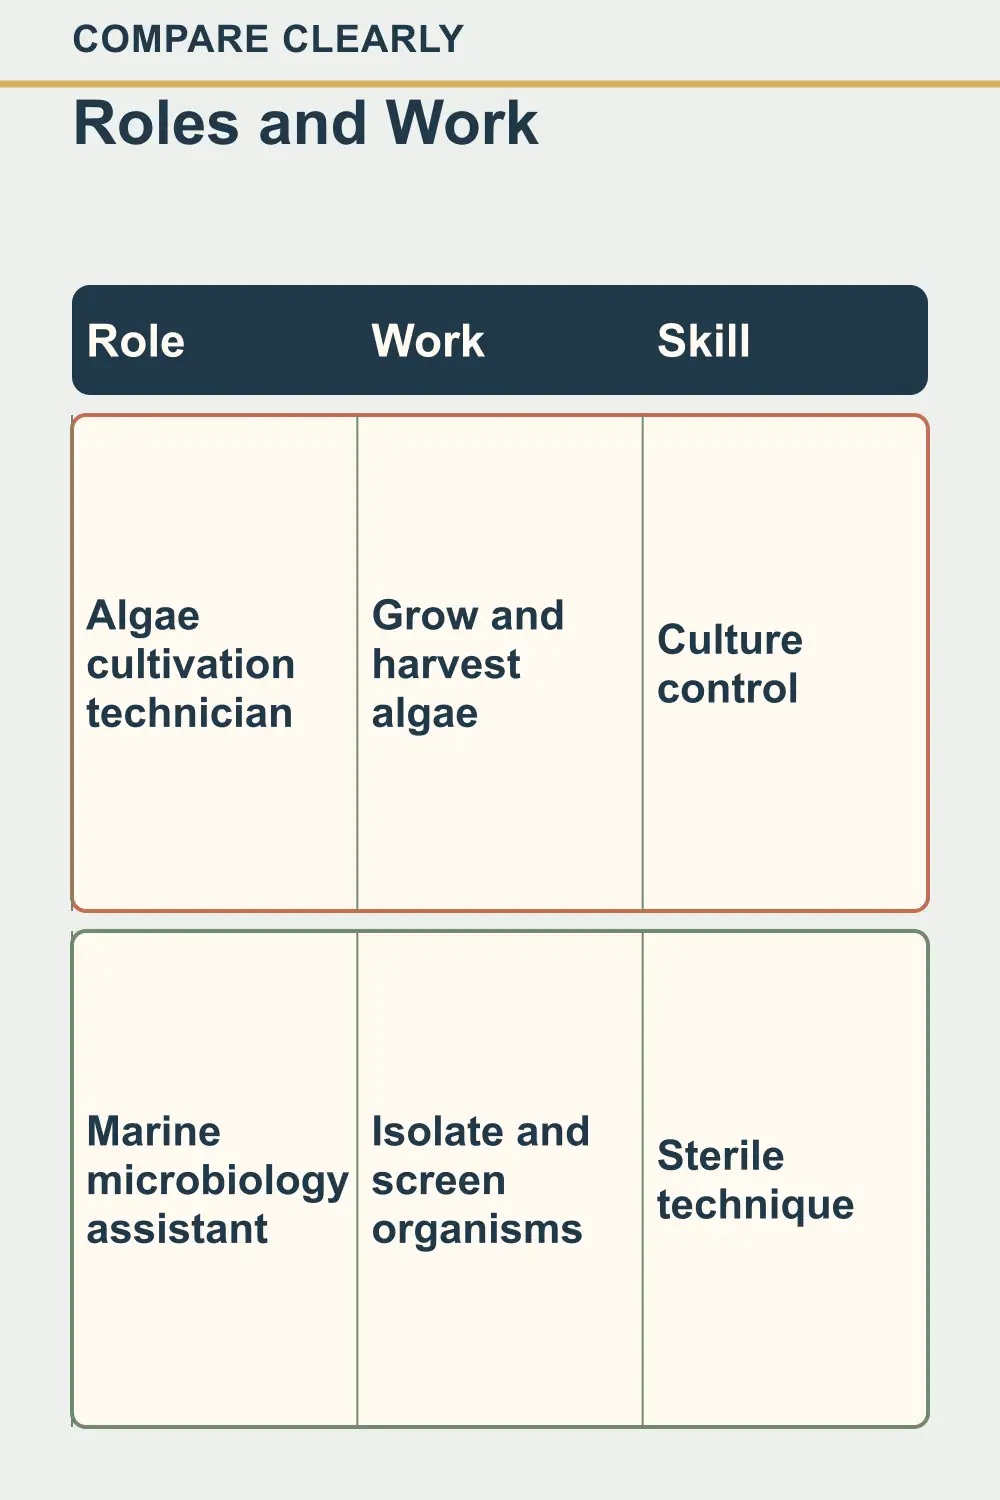 COMPARE CLEARLY
Roles and Work
Role Work Skill
Algae
cultivation
technician
Grow and
harvest
algae
Culture
control
Marine
microbiology
assistant
Isolate and
screen
organisms
Sterile
technique